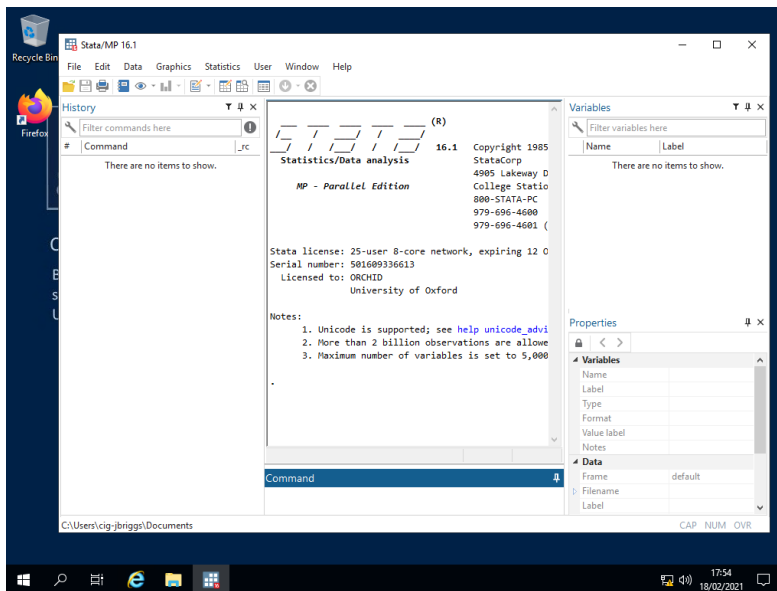 Recycle Bin
Firefox
Stata/MP 16.1
File Edit Data Graphics Statistics User Window Help
History
Filter commands here
# Command _rc
There are no items to show.
(R)
16.1 Copyright 1985
Statistics/Data analysis StataCorp
4905 Lakeway D
MP - Parallel Edition College Statio
800-STATA-PC
979-696-4600
979-696-4601 (
Stata license: 25-user 8-core network, expiring 12 O
Serial number: 501609336613
Licensed to: ORCHID
University of Oxford
Notes:
1. Unicode is supported; see help unicode_advi
2. More than 2 billion observations are allowe
3. Maximum number of variables is set to 5,000
.
Command
Variables
Filter variables here
Name Label
There are no items to show.
Properties
Variables
Name
Label
Type
Format
Value label
Notes
Data
Frame default
Filename
Label
C:\Users\cig-jbriggs\Documents
CAP NUM OVR
17:54
18/02/2021